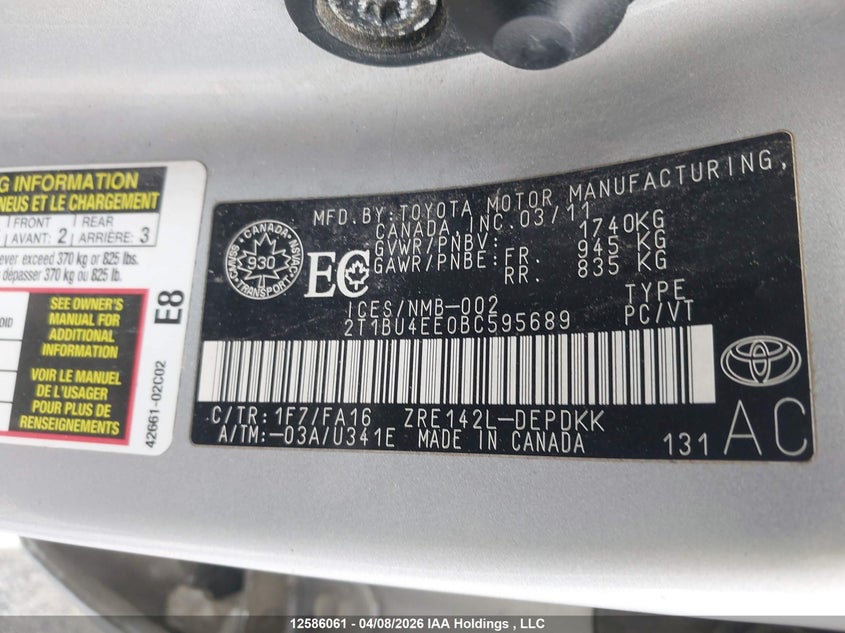 G INFORMATION
NEUS ET LE CHARGEMENT
FRONT REAR
AVANT: 2 ARRIÈRE: 3
ever exceed 370 kg or 825 lbs.
dépasser 370 kg ou 825 lb.
SEE OWNER'S
MANUAL FOR
ADDITIONAL
INFORMATION
VOIR LE MANUEL
DE L'USAGER
POUR PLUS DE
RENSEIGNEMENTS
E8
42661-02C02
MFD.BY:TOYOTA MOTOR MANUFACTURING,
CANADA, INC. 03/11
GVWR/PNBV: 1740KG
GAWR/PNBE: FR. 945 KG
RR. 835 KG
CANADA
CMVSS NSVAC
930
TRANSPORT
EC
ICES/NMB-002 TYPE
2T1BU4EE0BC595689 PC/VT
C/TR: 1F7/FA16 ZRE142L-DEPDKK
A/TM:-03A/U341E MADE IN CANADA
131 AC
12586061 - 04/08/2026 IAA Holdings , LLC